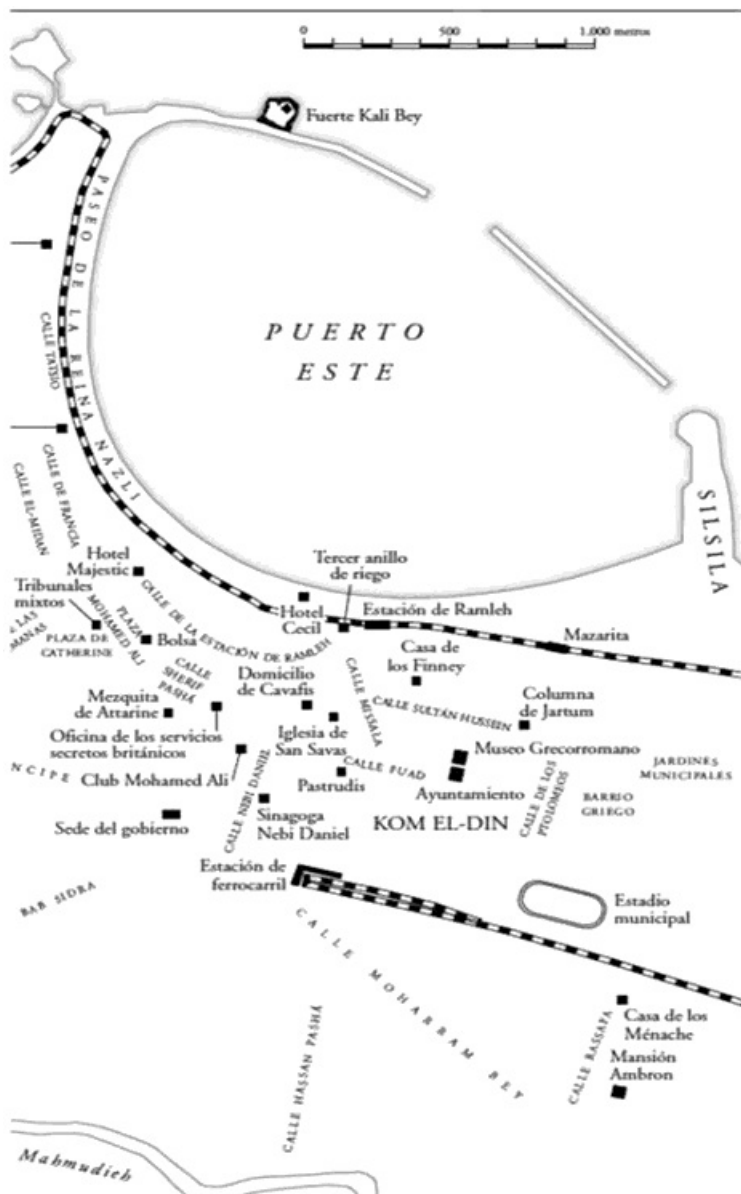 0 500 1,000 metros
Fuerte Kali Bey
PASEO DE LA REINA NAZLI
CALLE TATSIO
PUERTO
ESTE
SILSILA
CALLE DE FRANCIA
CALLE EL-MIDAN
Hotel
Majestic
Tercer anillo
de riego
Tribunales
mixtos
Hotel
Cecil
Estación de Ramleh
Mazarita
CALLE DE LA ESTACIÓN DE RAMLEH
PLAZA
MOHAMED ALI
N LAS
MANAS
PLAZA DE
CATHERINE
Bolsa
Casa de
los Finney
CALLE
SHERIF
PASHÁ
Domicilio
de Cavafis
CALLE MISSALA
CALLE SULTÁN HUSSEIN
Columna
de Jartum
Mezquita
de Attarine
Oficina de los servicios
secretos británicos
Iglesia de
San Savas
Museo Grecorromano
JARDINES
MUNICIPALES
NCIPE
Club Mohamed Ali
CALLE NEBI DANIEL
Pastrudis
CALLE FUAD
Ayuntamiento
CALLE DE LOS
PTOLOMEOS
BARRIO
GRIEGO
Sede del gobierno
Sinagoga
Nebi Daniel
KOM EL-DIN
Estación de
ferrocarril
BAB SIDRA
Estadio
municipal
CALLE MOHARRAM BEY
CALLE HASSAN PASHÁ
CALLE RASSAFA
Casa de los
Ménache
Mansión
Ambron
Mahmudieh